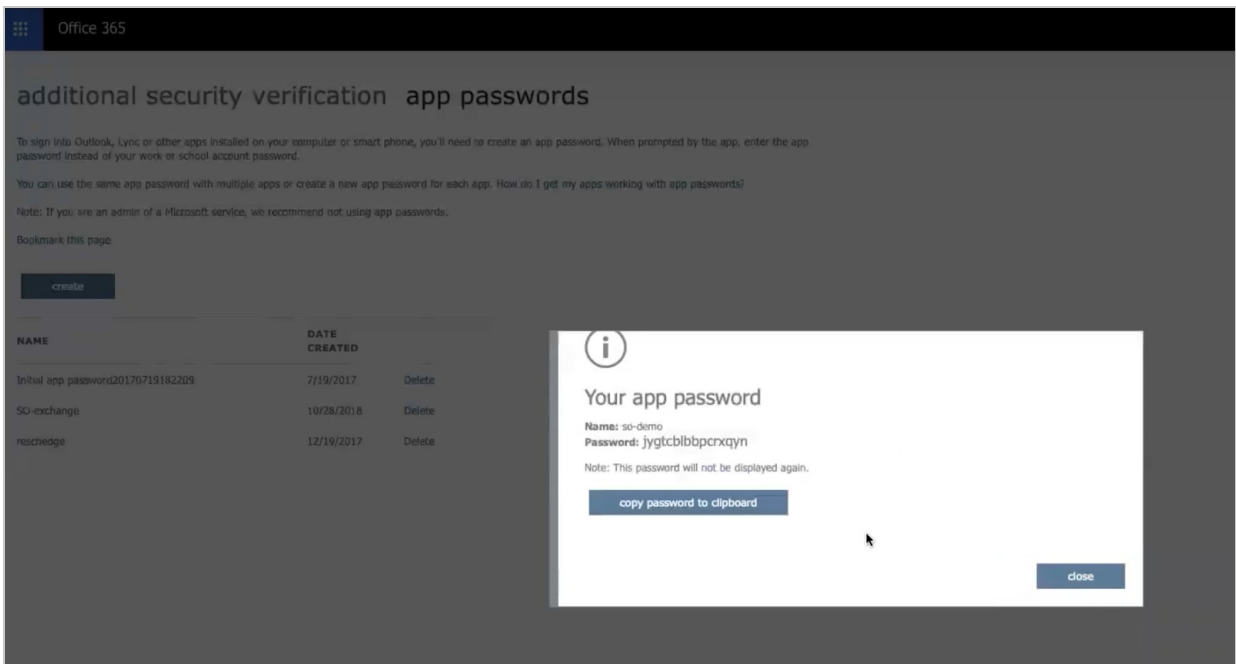 Office 365
additional security verification app passwords
To sign into Outlook, Lync or other apps installed on your computer or smart phone, you'll need to create an app password. When prompted by the app, enter the app
password instead of your work or school account password.
You can use the same app password with multiple apps or create a new app password for each app. How do I get my apps working with app passwords?
Note: If you are an admin of a Microsoft service, we recommend not using app passwords.
Bookmark this page
create
NAME DATE
CREATED
Initial app password20170719182209 7/19/2017 Delete
SO-exchange 10/28/2018 Delete
reschedge 12/19/2017 Delete
i
Your app password
Name: so-demo
Password: jygtcblbbpcrxqyn
Note: This password will not be displayed again.
copy password to clipboard
close